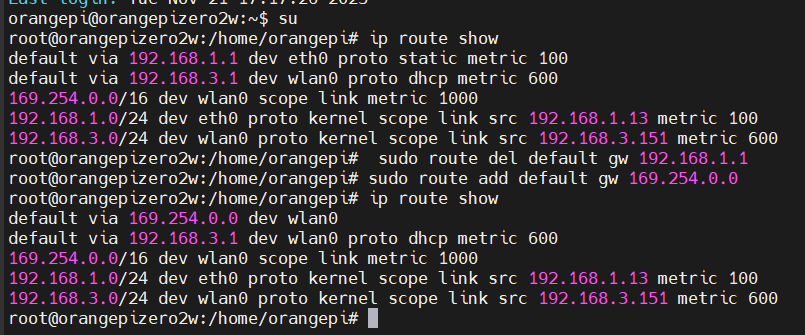 Last login: Tue Nov 21 17:17:26 2023
orangepi@orangepizero2w:~$ su
root@orangepizero2w:/home/orangepi# ip route show
default via 192.168.1.1 dev eth0 proto static metric 100
default via 192.168.3.1 dev wlan0 proto dhcp metric 600
169.254.0.0/16 dev wlan0 scope link metric 1000
192.168.1.0/24 dev eth0 proto kernel scope link src 192.168.1.13 metric 100
192.168.3.0/24 dev wlan0 proto kernel scope link src 192.168.3.151 metric 600
root@orangepizero2w:/home/orangepi#  sudo route del default gw 192.168.1.1
root@orangepizero2w:/home/orangepi# sudo route add default gw 169.254.0.0
root@orangepizero2w:/home/orangepi# ip route show
default via 169.254.0.0 dev wlan0
default via 192.168.3.1 dev wlan0 proto dhcp metric 600
169.254.0.0/16 dev wlan0 scope link metric 1000
192.168.1.0/24 dev eth0 proto kernel scope link src 192.168.1.13 metric 100
192.168.3.0/24 dev wlan0 proto kernel scope link src 192.168.3.151 metric 600
root@orangepizero2w:/home/orangepi#